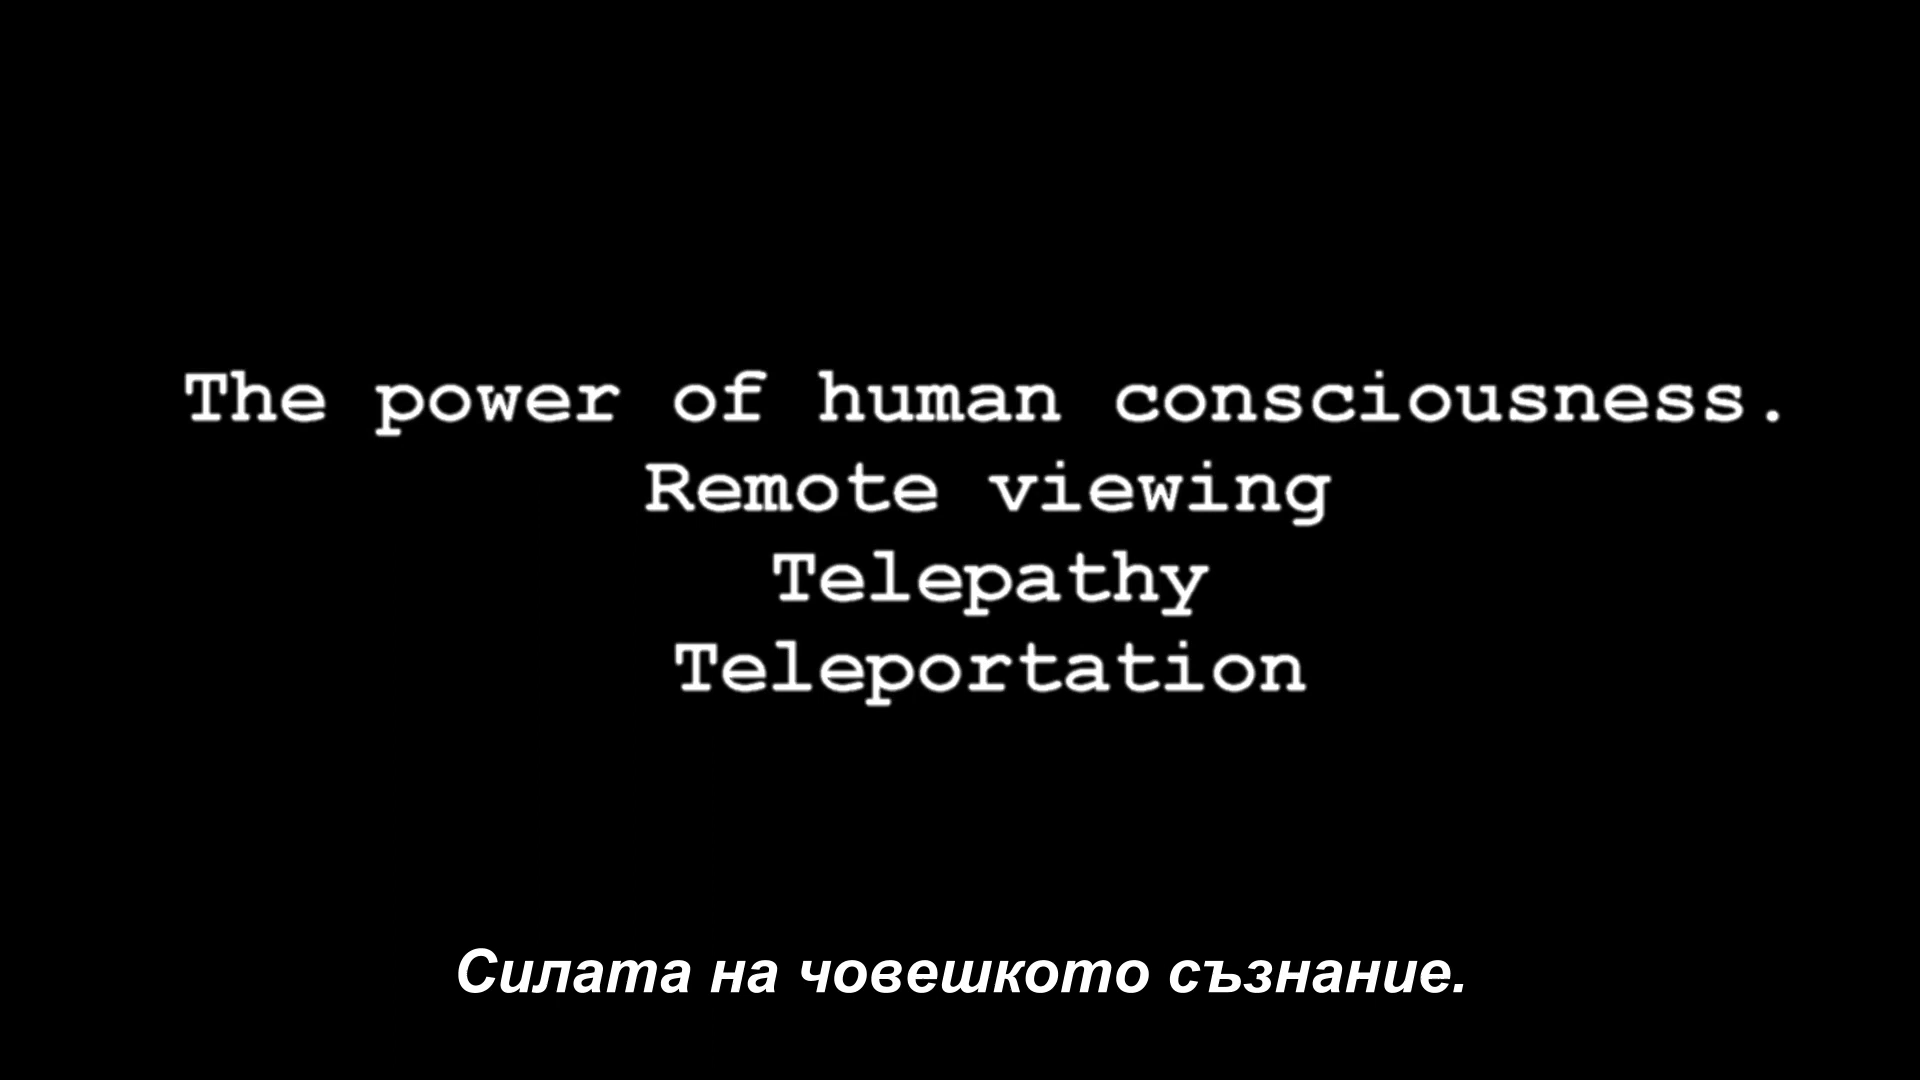 The power of human consciousness.
Remote viewing
Telepathy
Teleportation
Силата на човешкото съзнание.